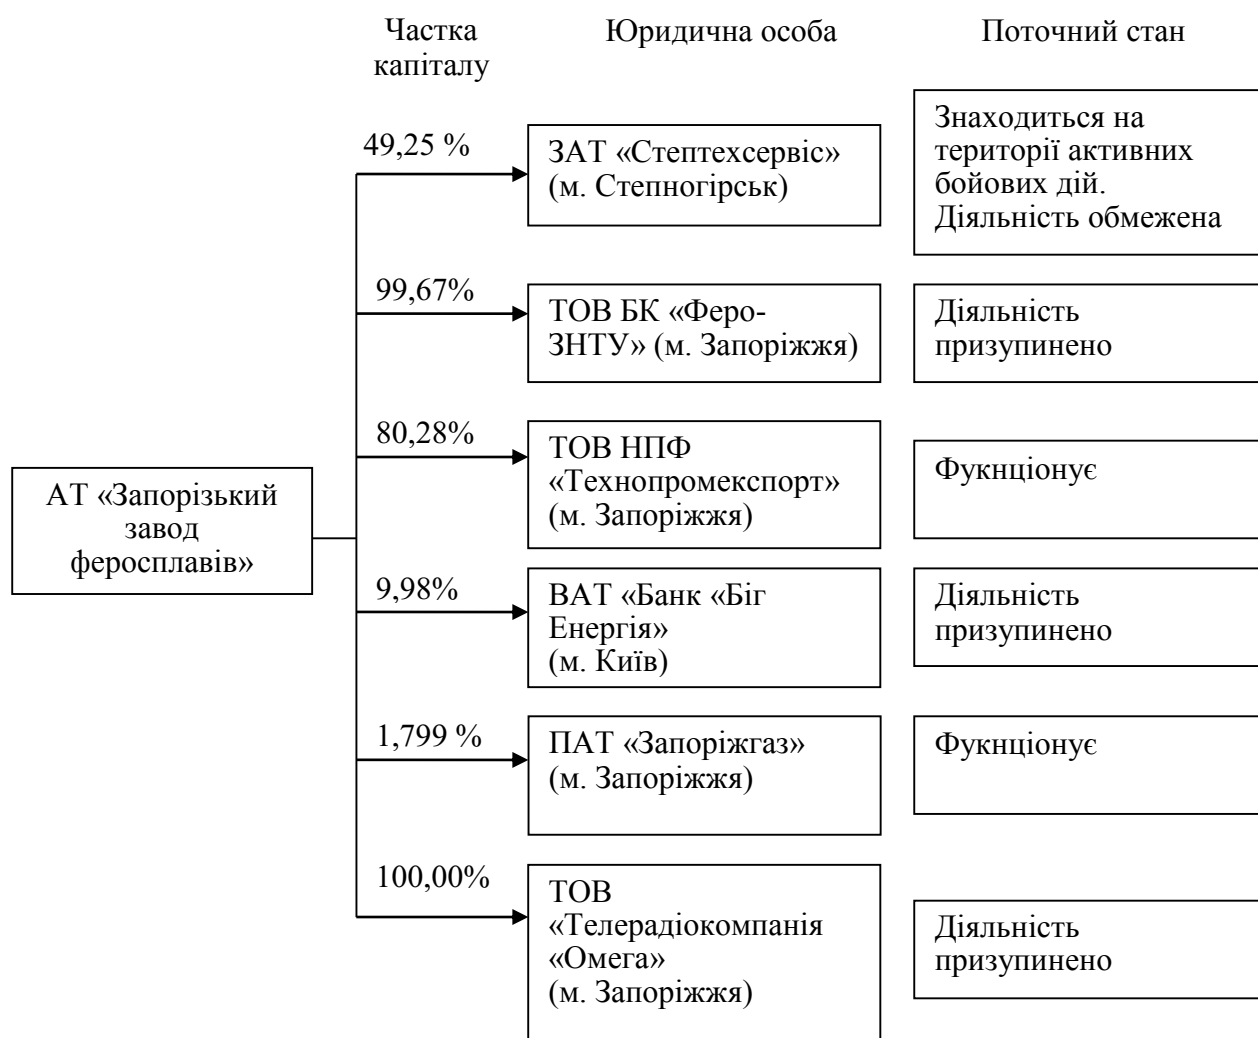 Частка
капіталу
Юридична особа
Поточний стан
49,25 %
ЗАТ «Стептехсервіс»
(м. Степногірськ)
Знаходиться на
території активних
бойових дій.
Діяльність обмежена
99,67%
ТОВ БК «Феро-
ЗНТУ» (м. Запоріжжя)
Діяльність
призупинено
80,28%
ТОВ НПФ
«Технопромекспорт»
(м. Запоріжжя)
Фукнціонує
АТ «Запорізький
завод
феросплавів»
9,98%
ВАТ «Банк «Біг
Енергія»
(м. Київ)
Діяльність
призупинено
1,799 %
ПАТ «Запоріжгаз»
(м. Запоріжжя)
Фукнціонує
100,00%
ТОВ
«Телерадіокомпанія
«Омега»
(м. Запоріжжя)
Діяльність
призупинено